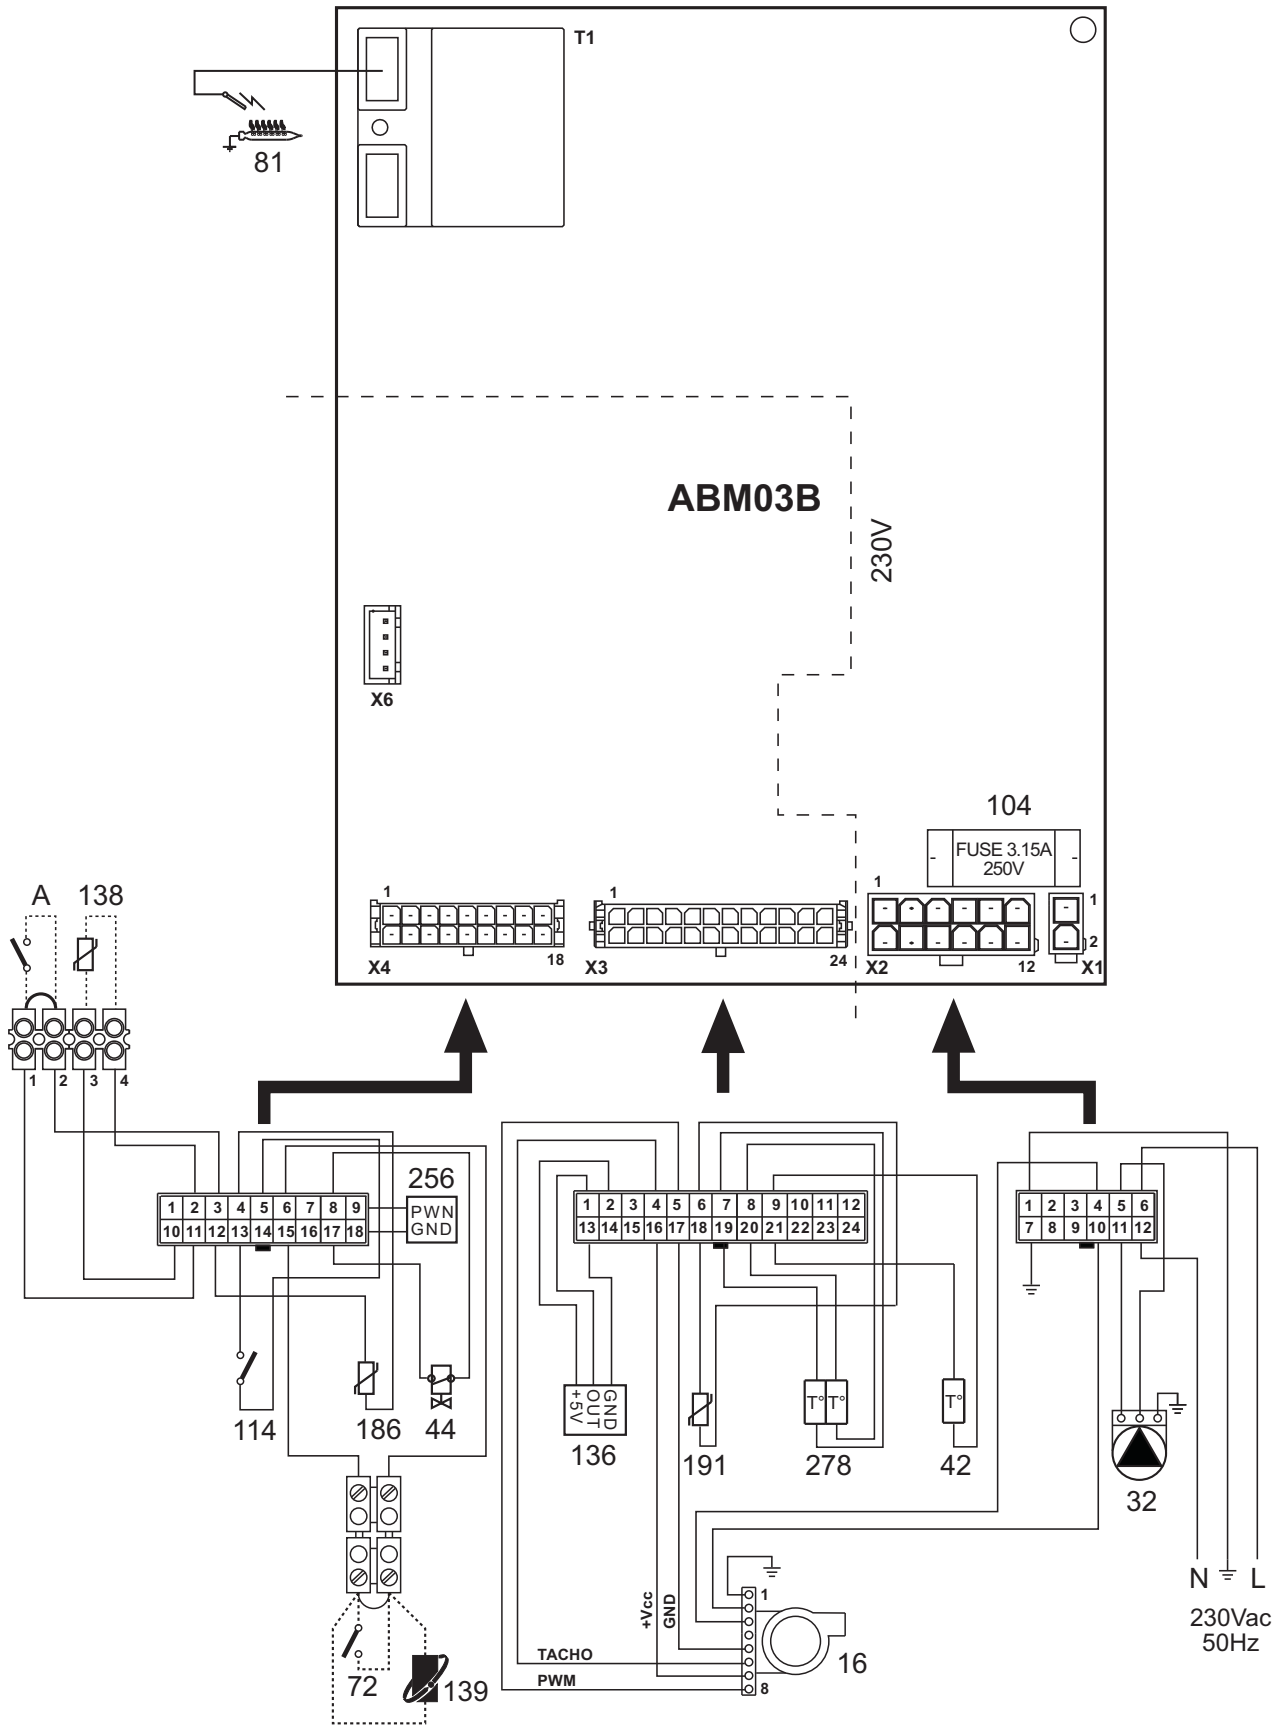 T1
81
ABM03B
230V
X6
104
FUSE 3.15A
250V
1
1
1
1
2
X4
18
X3
24
X2
12
X1
A
138
1
2
3
4
1 2 3 4 5 6 7 8 9
10 11 12 13 14 15 16 17 18
256
PWN
GND
1 2 3 4 5 6 7 8 9 10 11 12
13 14 15 16 17 18 19 20 21 22 23 24
1 2 3 4 5 6
7 8 9 10 11 12
114
186
44
+5V
OUT
GND
136
191
T°
T°
278
T°
42
32
N
L
230Vac
50Hz
72
139
+Vcc
GND
TACHO
PWM
1
8
16